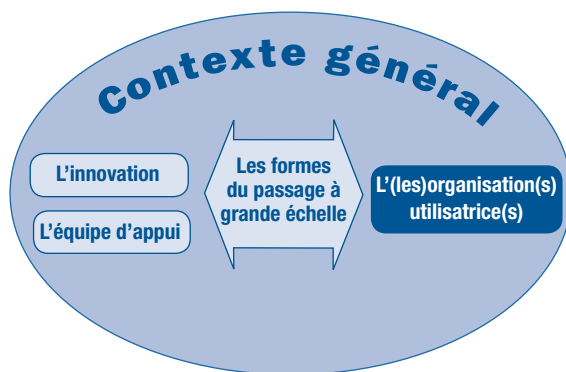 Contexte général
L'innovation
L'équipe d'appui
Les formes
du passage à
grande échelle
L'(les)organisation(s)
utilisatrice(s)